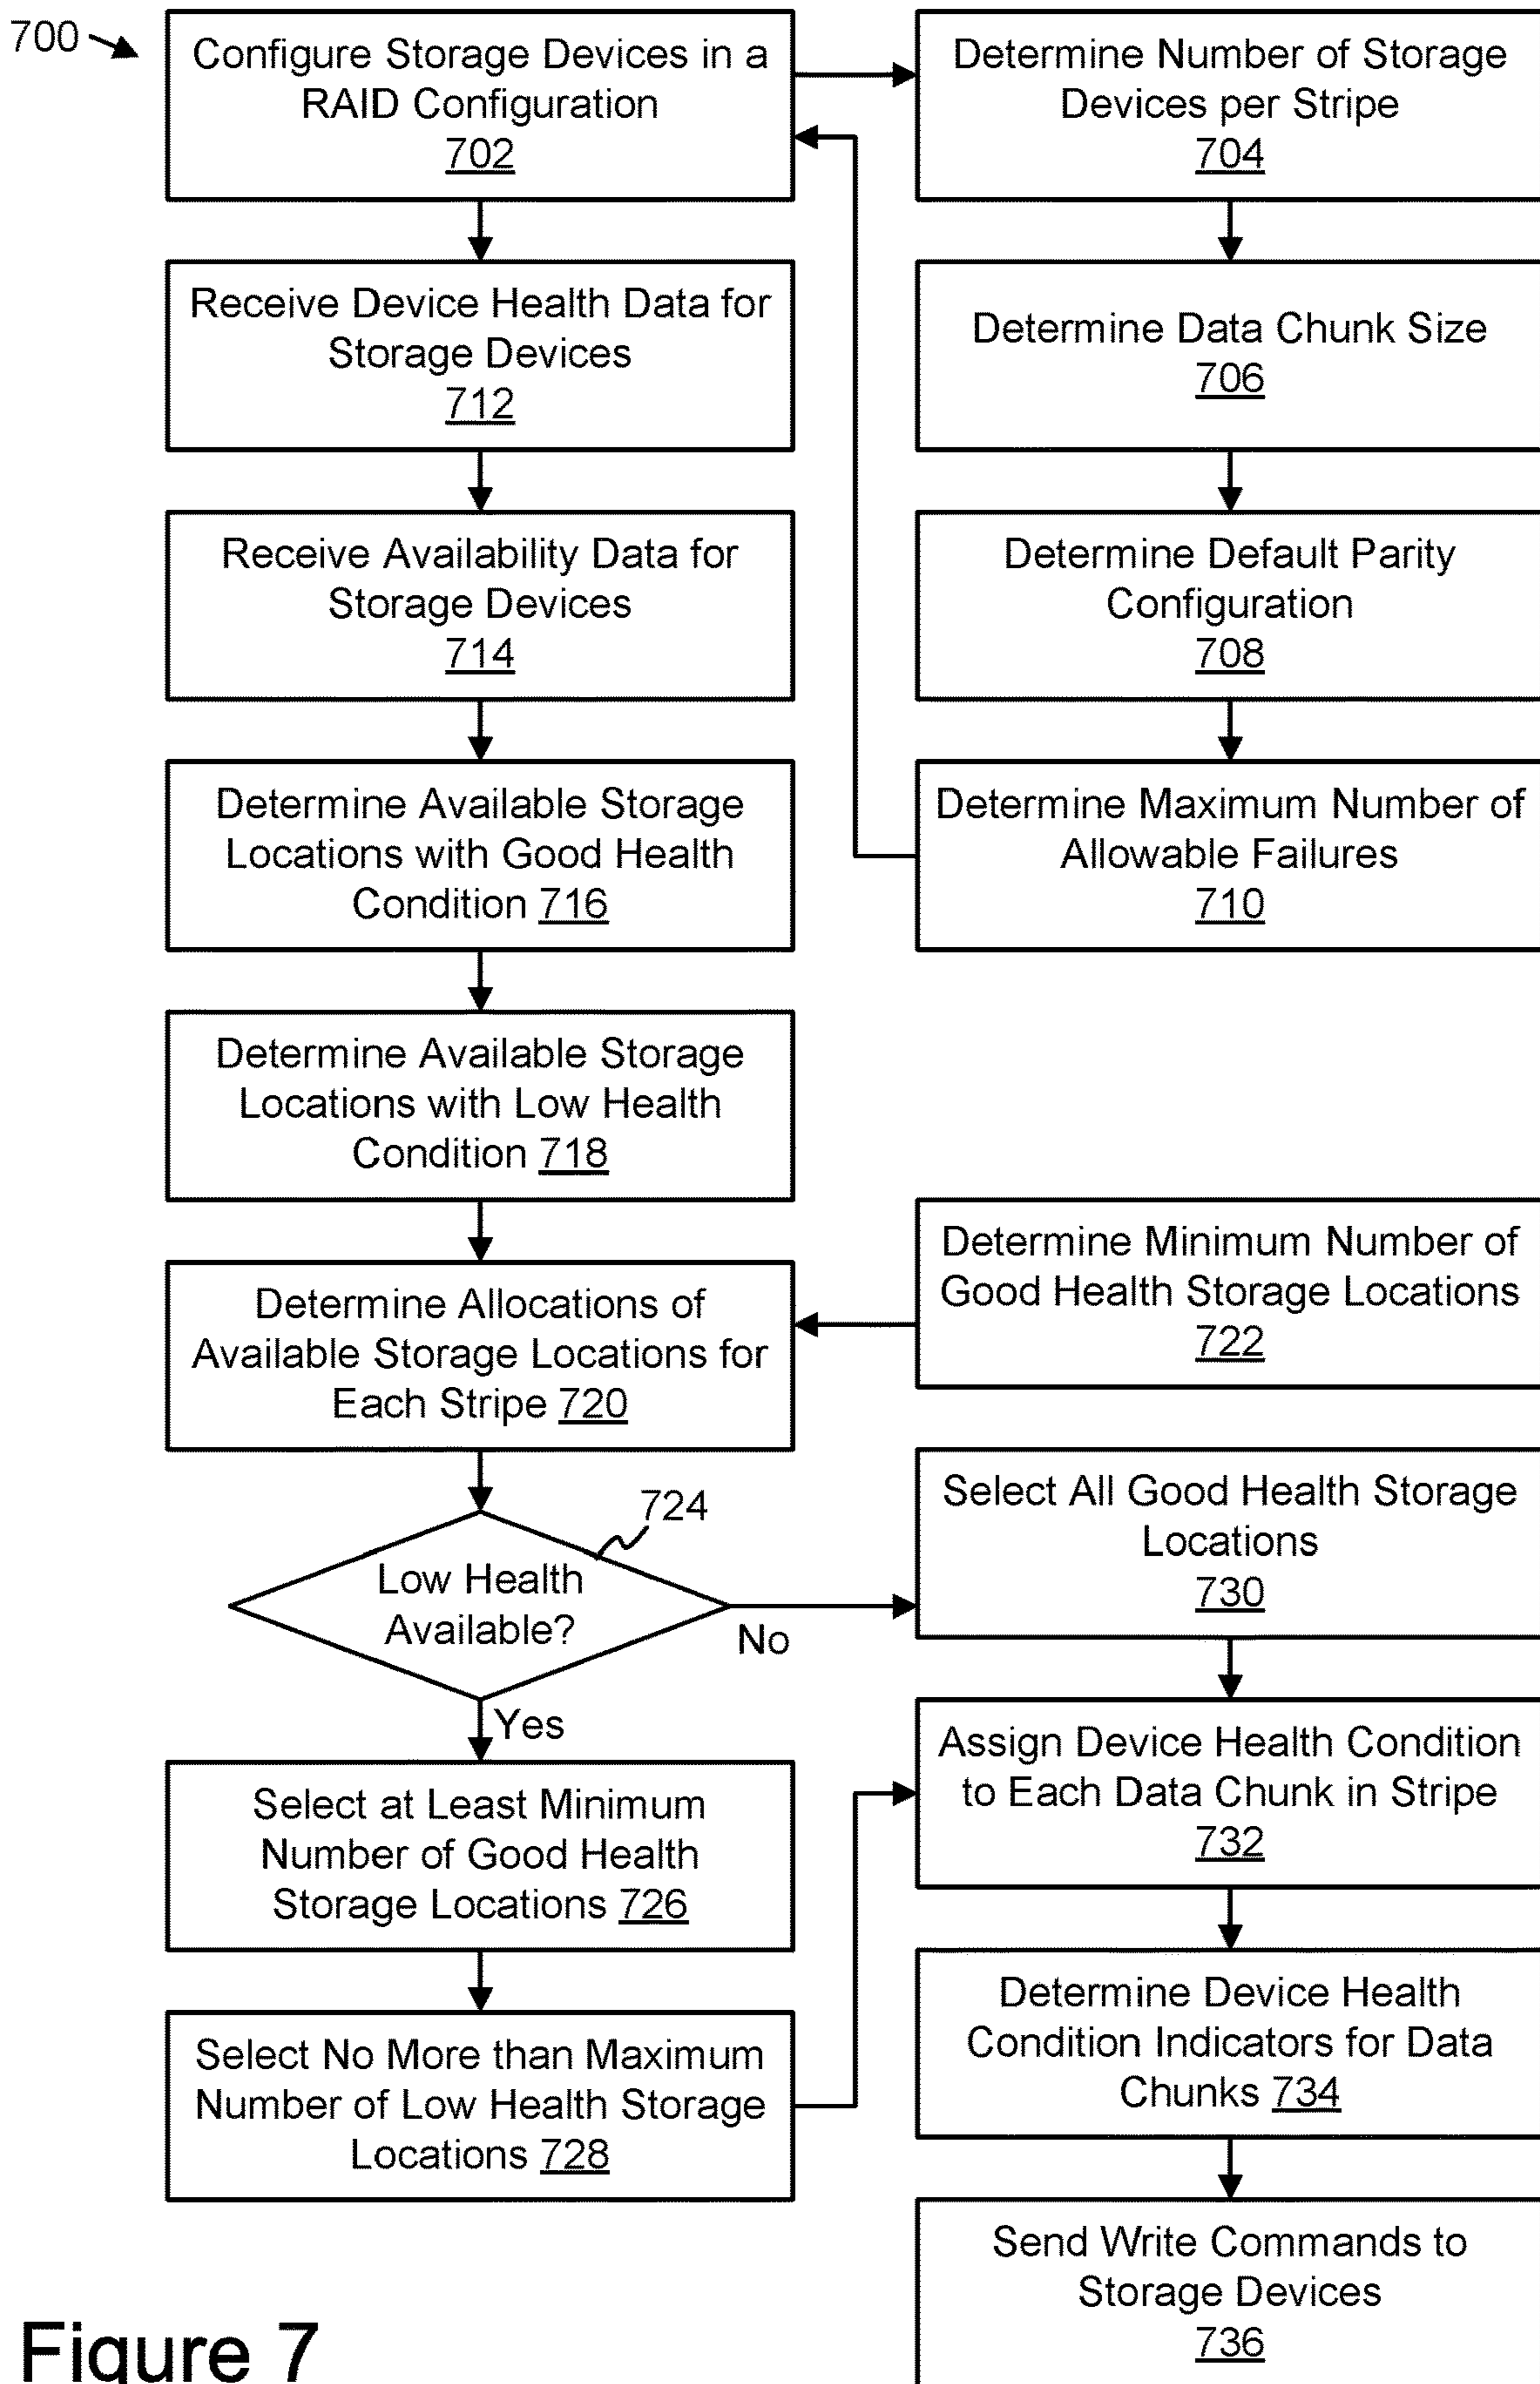 700
Configure Storage Devices in a
RAID Configuration
702
Determine Number of Storage
Devices per Stripe
704
Receive Device Health Data for
Storage Devices
712
Determine Data Chunk Size
706
Receive Availability Data for
Storage Devices
714
Determine Default Parity
Configuration
708
Determine Available Storage
Locations with Good Health
Condition 716
Determine Maximum Number of
Allowable Failures
710
Determine Available Storage
Locations with Low Health
Condition 718
Determine Allocations of
Available Storage Locations for
Each Stripe 720
Determine Minimum Number of
Good Health Storage Locations
722
724
Low Health
Available?
No
Yes
Select All Good Health Storage
Locations
730
Select at Least Minimum
Number of Good Health
Storage Locations 726
Assign Device Health Condition
to Each Data Chunk in Stripe
732
Select No More than Maximum
Number of Low Health Storage
Locations 728
Determine Device Health
Condition Indicators for Data
Chunks 734
Send Write Commands to
Storage Devices
736
Figure 7